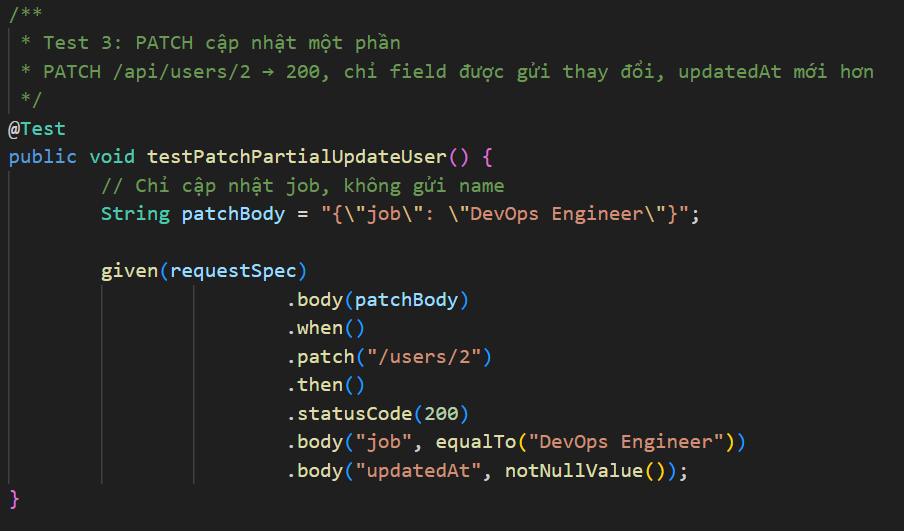 /**
 * Test 3: PATCH cập nhật một phần
 * PATCH /api/users/2 → 200, chỉ field được gửi thay đổi, updatedAt mới hơn
 */
@Test
public void testPatchPartialUpdateUser() {
        // Chỉ cập nhật job, không gửi name
        String patchBody = "{\"job\": \"DevOps Engineer\"}";

        given(requestSpec)
                        .body(patchBody)
                        .when()
                        .patch("/users/2")
                        .then()
                        .statusCode(200)
                        .body("job", equalTo("DevOps Engineer"))
                        .body("updatedAt", notNullValue());
}